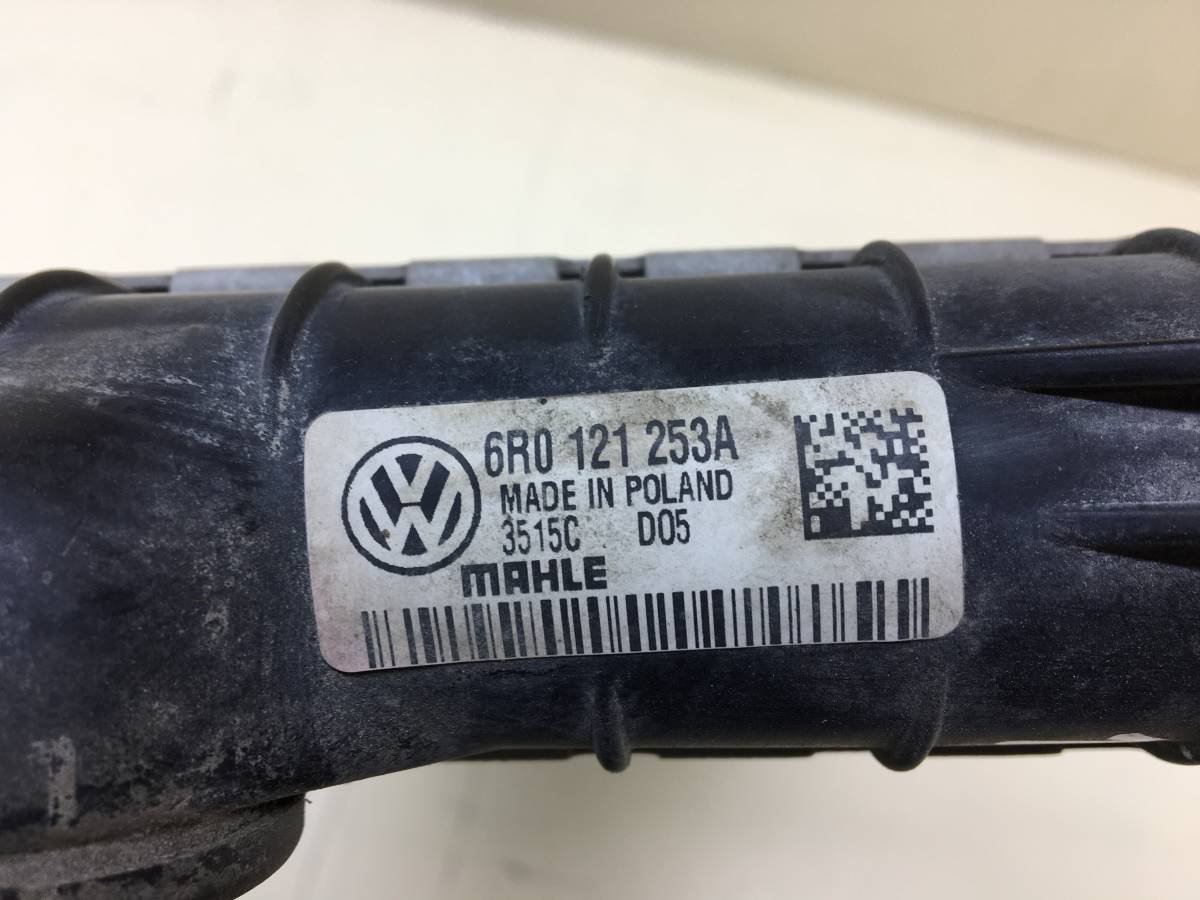 6R0 121 253A
MADE IN POLAND
3515C D05
MAHLE